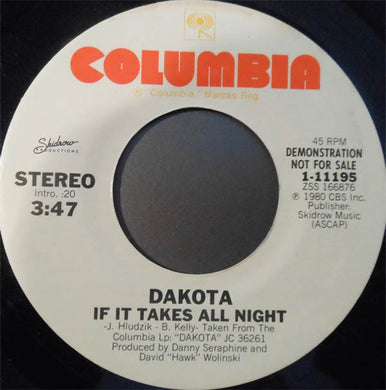 COLUMBIA
® "Columbia" Marcas Reg.
Skidrow
PRODUCTIONS
STEREO
Intro. :20
3:47
45 RPM
DEMONSTRATION
NOT FOR SALE
1-11195
ZSS 166876
℗ 1980 CBS Inc.
Publisher:
Skidrow Music
(ASCAP)
DAKOTA
IF IT TAKES ALL NIGHT
-J. Hludzik - B. Kelly- Taken From The
Columbia Lp: "DAKOTA" JC 36261
Produced by Danny Seraphine and
David "Hawk" Wolinski